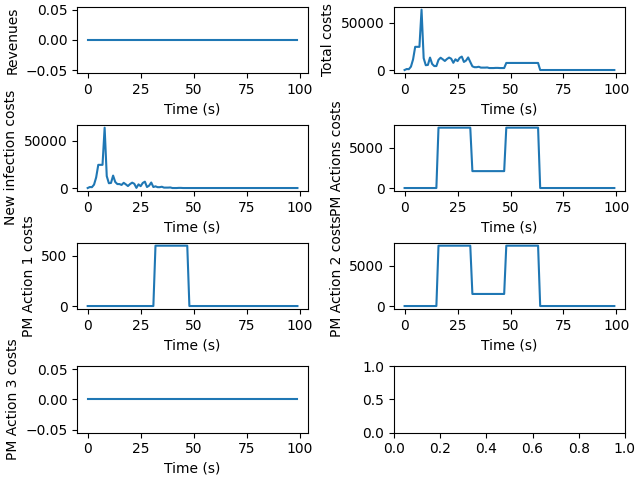 Revenues
0.05
0.00
−0.05
0 25 50 75 100
Time (s)
Total costs
50000
0
0 25 50 75 100
Time (s)
New infection costs
50000
0
0 25 50 75 100
Time (s)
PM Actions costs
5000
0
0 25 50 75 100
Time (s)
PM Action 1 costs
500
0
0 25 50 75 100
Time (s)
PM Action 2 costs
5000
0
0 25 50 75 100
Time (s)
PM Action 3 costs
0.05
0.00
−0.05
0 25 50 75 100
Time (s)
1.0
0.5
0.0
0.0 0.2 0.4 0.6 0.8 1.0